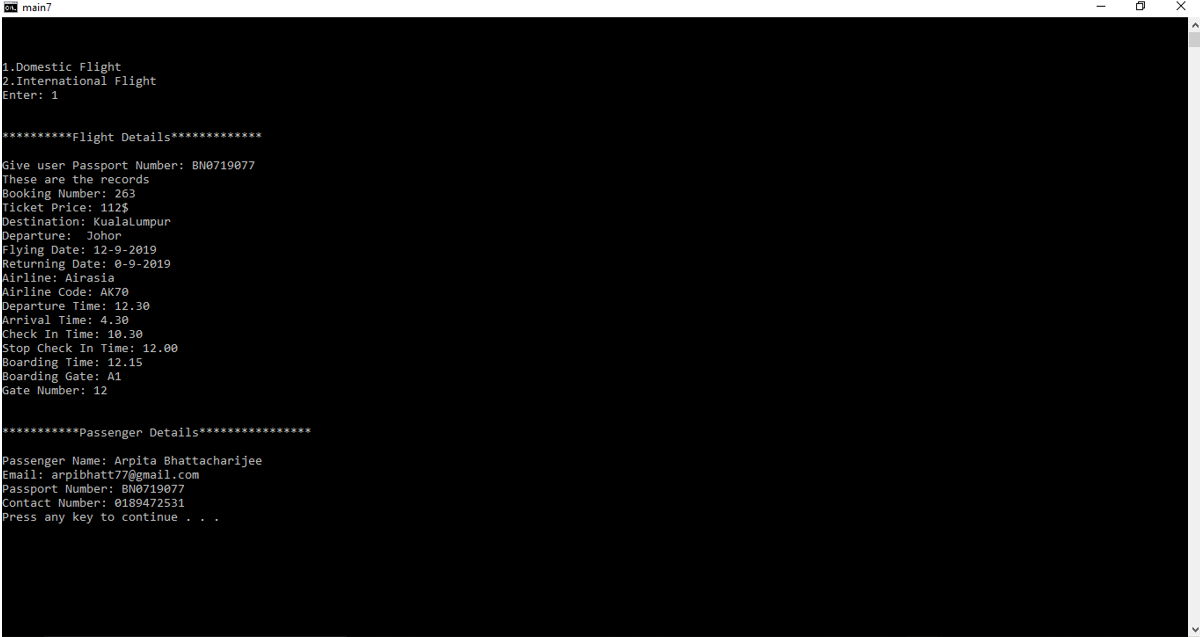 main7
1.Domestic Flight
2.International Flight
Enter: 1
**********Flight Details*************
Give user Passport Number: BN0719077
These are the records
Booking Number: 263
Ticket Price: 112$
Destination: KualaLumpur
Departure:  Johor
Flying Date: 12-9-2019
Returning Date: 0-9-2019
Airline: Airasia
Airline Code: AK70
Departure Time: 12.30
Arrival Time: 4.30
Check In Time: 10.30
Stop Check In Time: 12.00
Boarding Time: 12.15
Boarding Gate: A1
Gate Number: 12
***********Passenger Details****************
Passenger Name: Arpita Bhattacharijee
Email: arpibhatt77@gmail.com
Passport Number: BN0719077
Contact Number: 0189472531
Press any key to continue . . .